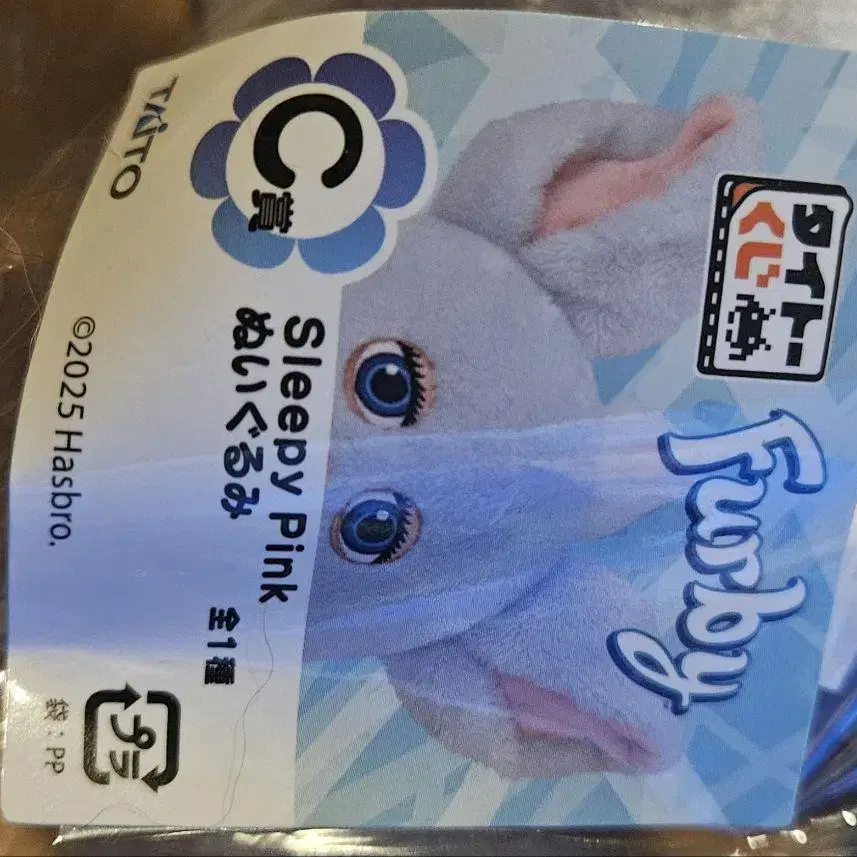 タイトー
くじ
Furby
TM
C賞
TAITO
Sleepy Pink
ぬいぐるみ
全1種
©2025 Hasbro.
プラ
袋：PP